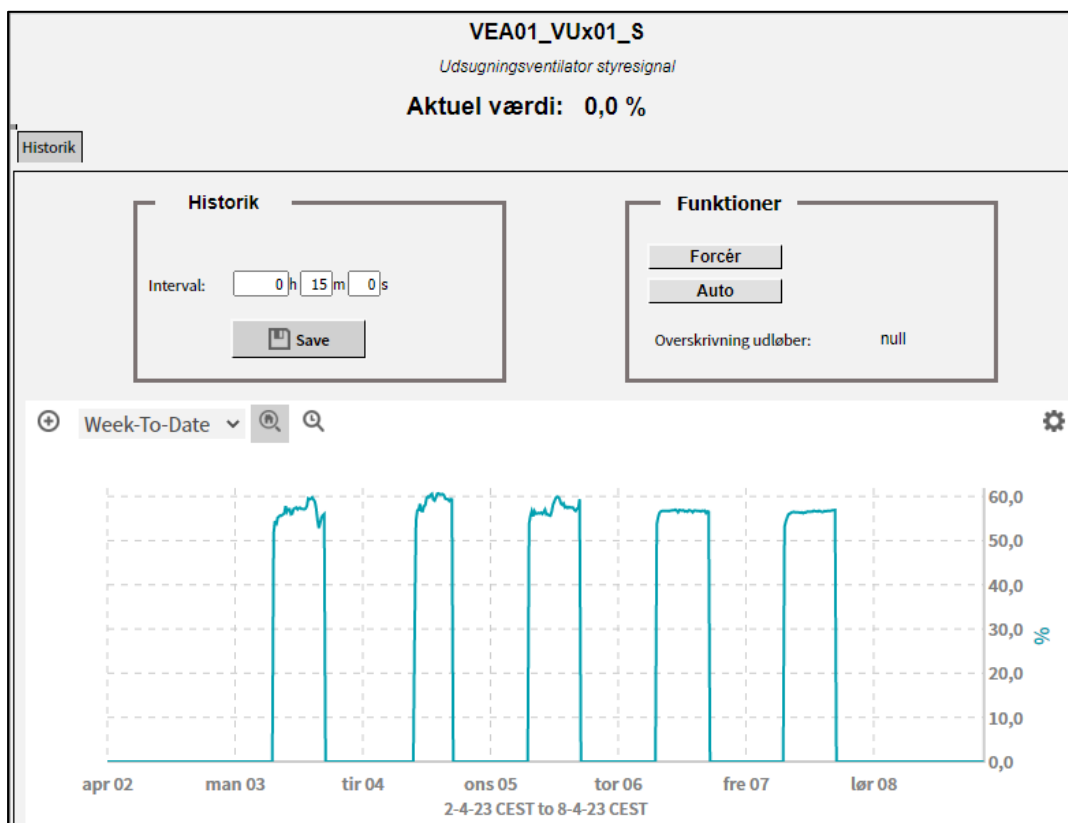 VEA01_VUx01_S
Udsugningsventilator styresignal
Aktuel værdi: 0,0 %
Historik
Historik
Interval: 0 h 15 m 0 s
Save
Funktioner
Forcér
Auto
Overskrivning udløber: null
Week-To-Date
60,0
50,0
40,0
30,0
20,0
10,0
0,0
%
apr 02 man 03 tir 04 ons 05 tor 06 fre 07 lør 08
2-4-23 CEST to 8-4-23 CEST